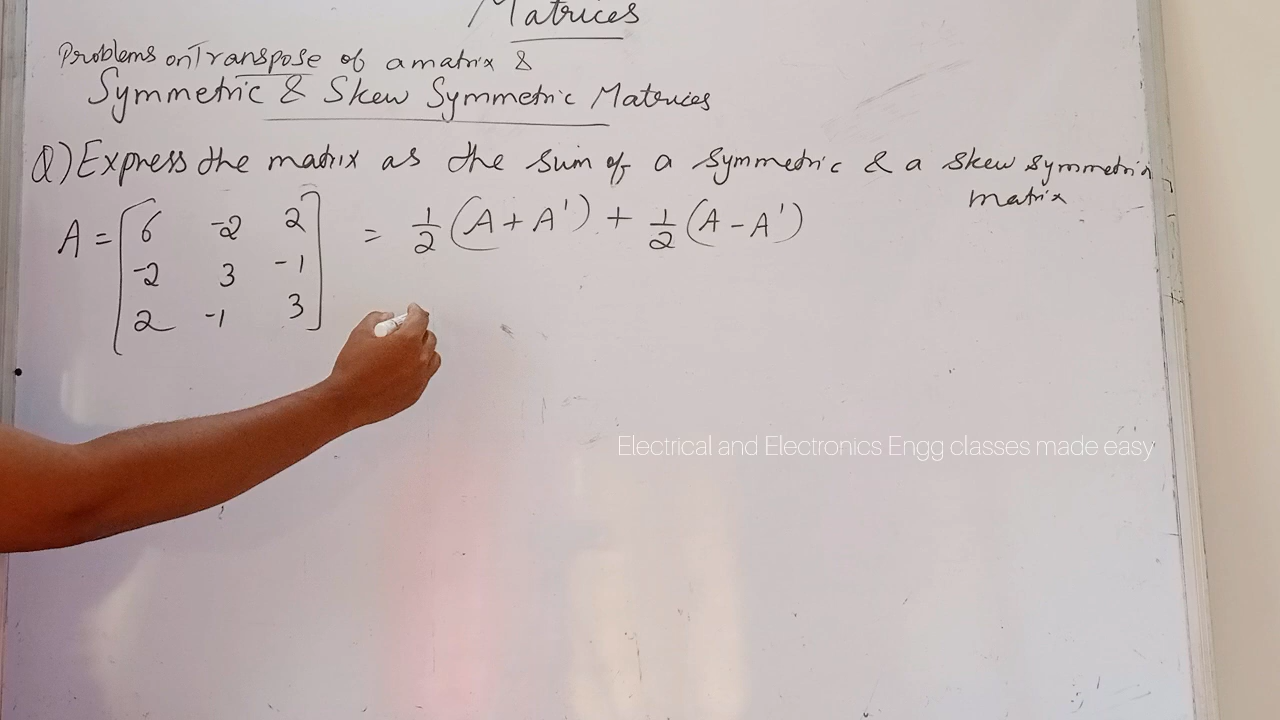 Matrices
Problems on Transpose of a matrix &
Symmetric & Skew Symmetric Matrices
Q) Express the matrix as the sum of a symmetric & a skew symmetric
matrix
A = [6 -2 2 = 1/2 (A + A') + 1/2 (A - A')
-2 3 -1
2 -1 3]
Electrical and Electronics Engg classes made easy